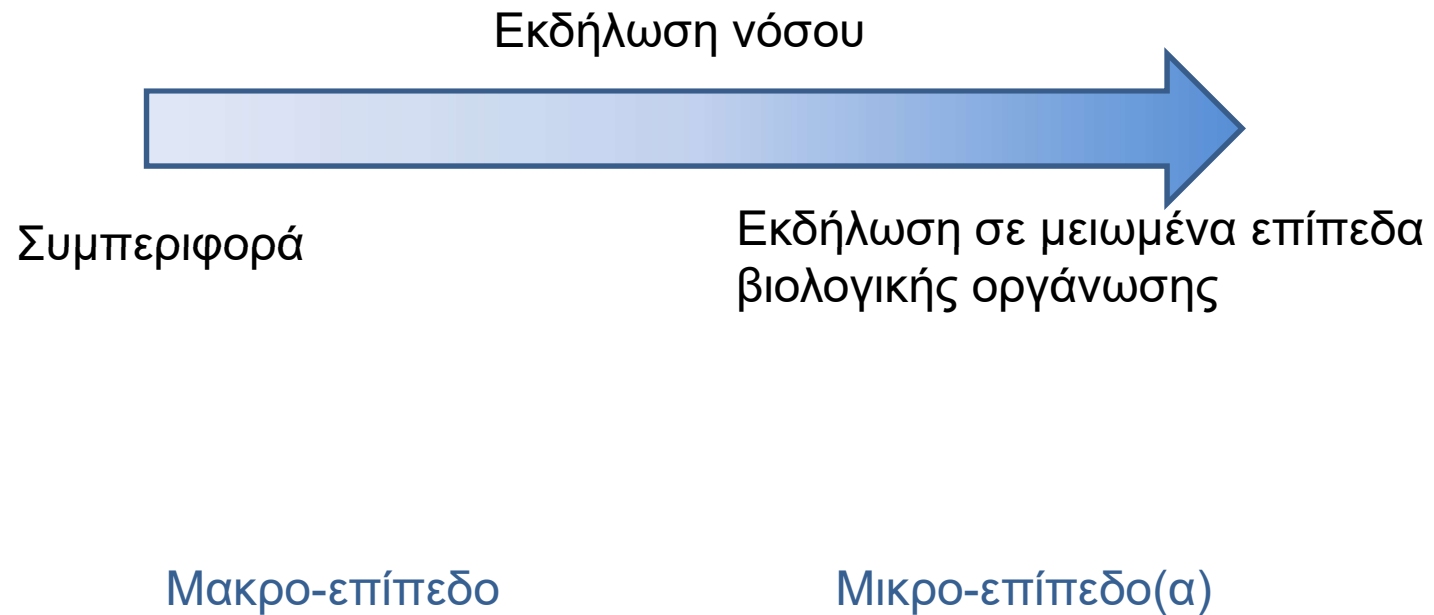 Εκδήλωση νόσου
Συμπεριφορά
Εκδήλωση σε μειωμένα επίπεδα
βιολογικής οργάνωσης
Μακρο-επίπεδο
Μικρο-επίπεδο(α)